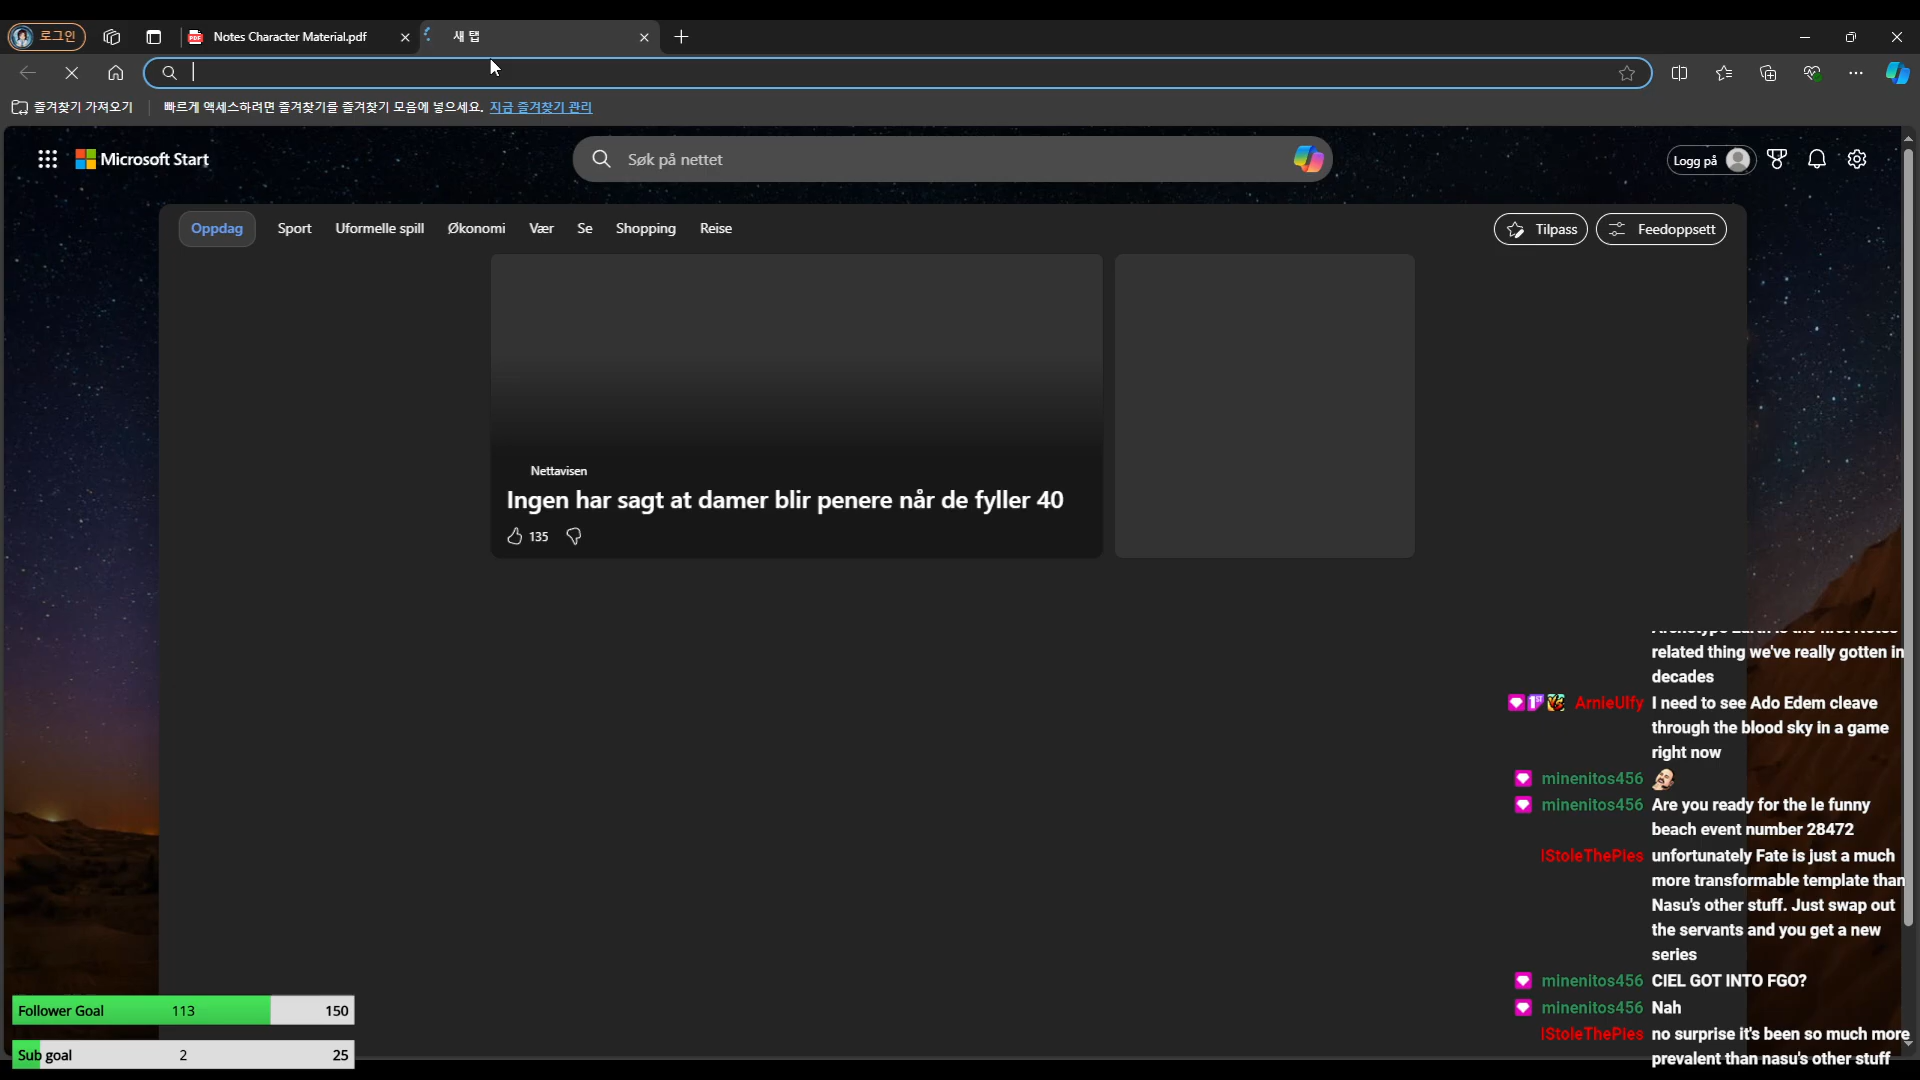 로그인
Notes Character Material.pdf
새 탭
즐겨찾기 가져오기
빠르게 액세스하려면 즐겨찾기를 즐겨찾기 모음에 넣으세요. 지금 즐겨찾기 관리
Microsoft Start
Søk på nettet
Logg på
Oppdag
Sport
Uformelle spill
Økonomi
Vær
Se
Shopping
Reise
Tilpass
Feedoppsett
Nettavisen
Ingen har sagt at damer blir penere når de fyller 40
135
related thing we've really gotten in
decades
ArnieUlfy I need to see Ado Edem cleave
through the blood sky in a game
right now
minenitos456
minenitos456 Are you ready for the le funny
beach event number 28472
IStoleThePies unfortunately Fate is just a much
more transformable template than
Nasu's other stuff. Just swap out
the servants and you get a new
series
minenitos456 CIEL GOT INTO FGO?
minenitos456 Nah
IStoleThePies no surprise it's been so much more
prevalent than nasu's other stuff
Follower Goal 113 150
Sub goal 2 25